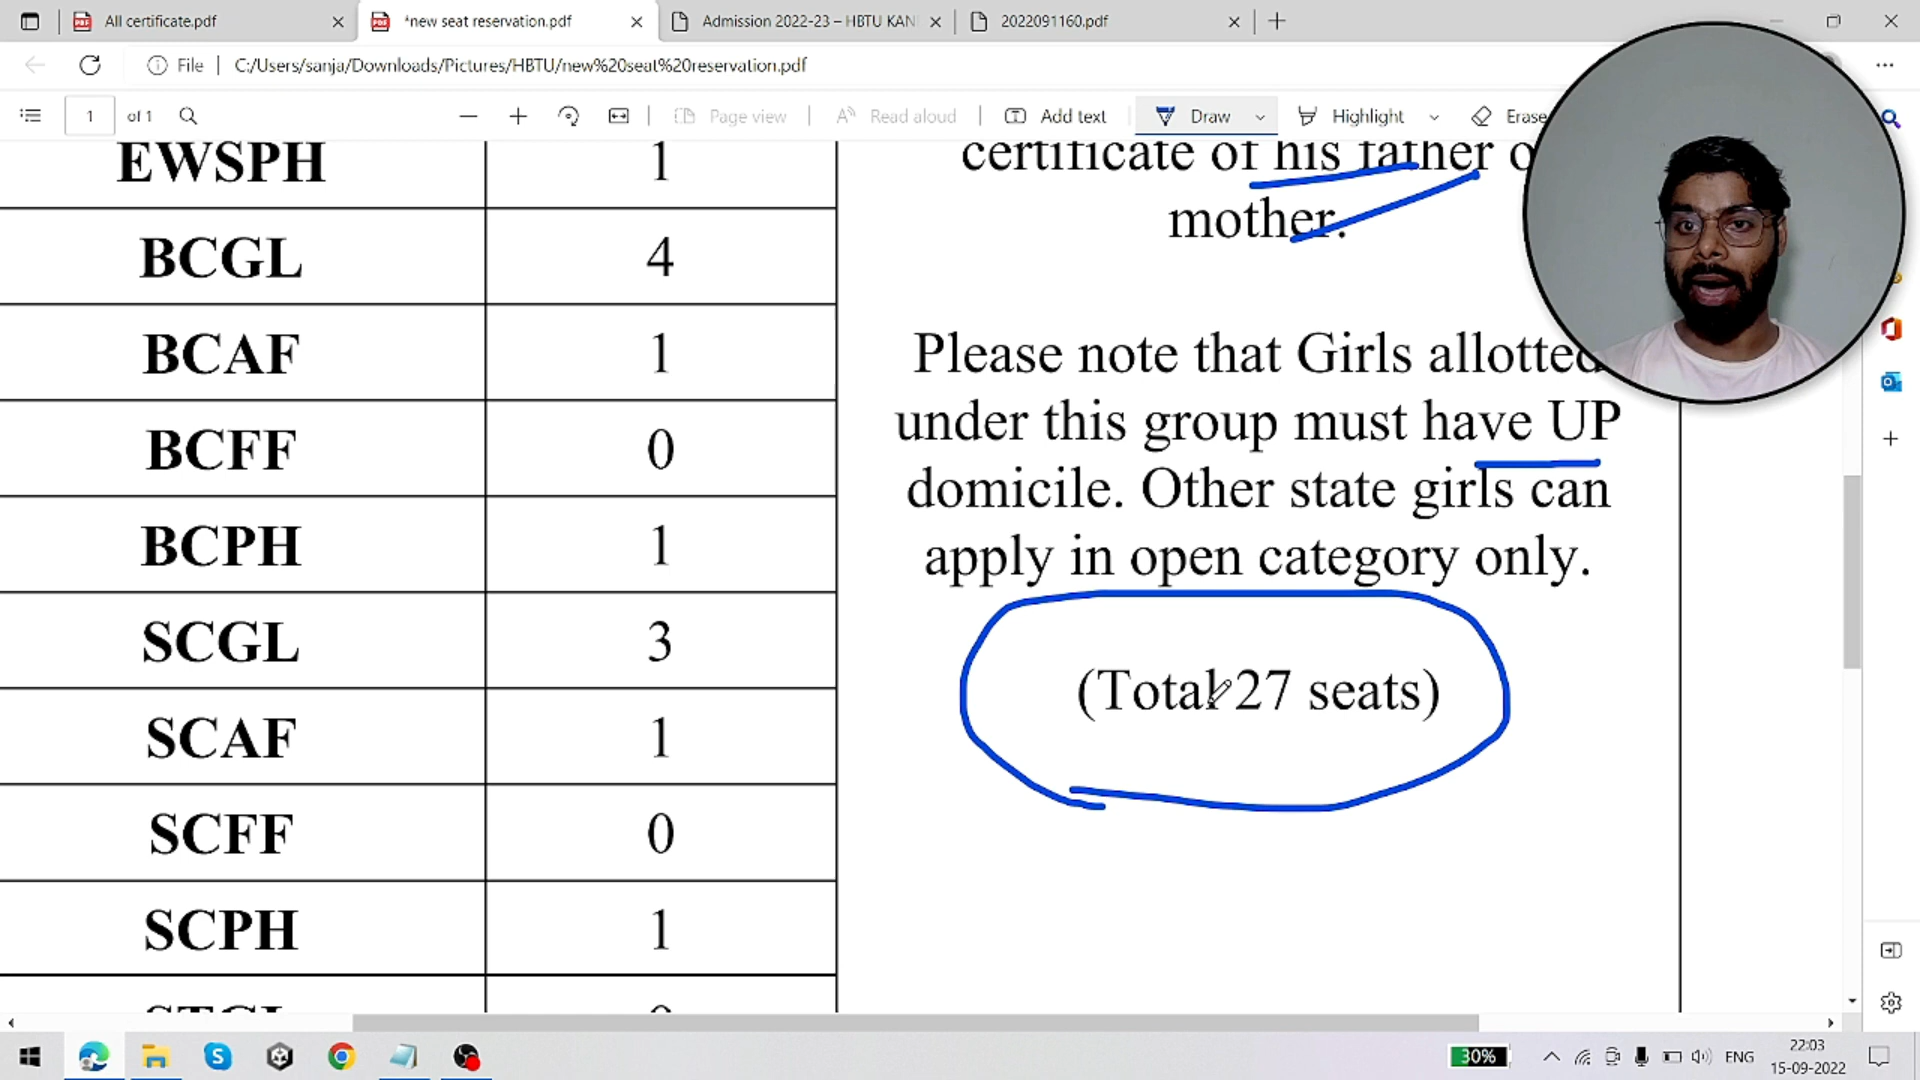 All certificate.pdf
*new seat reservation.pdf
Admission 2022-23 – HBTU KAN
2022091160.pdf
File
C:/Users/sanja/Downloads/Pictures/HBTU/new%20seat%20reservation.pdf
1
of 1
Page view
Read aloud
Add text
Draw
Highlight
Erase
EWSPH 1
BCGL 4
BCAF 1
BCFF 0
BCPH 1
SCGL 3
SCAF 1
SCFF 0
SCPH 1
certificate of his father
mother.
Please note that Girls allotted
under this group must have UP
domicile. Other state girls can
apply in open category only.
(Total 27 seats)
30%
ENG
22:03
15-09-2022